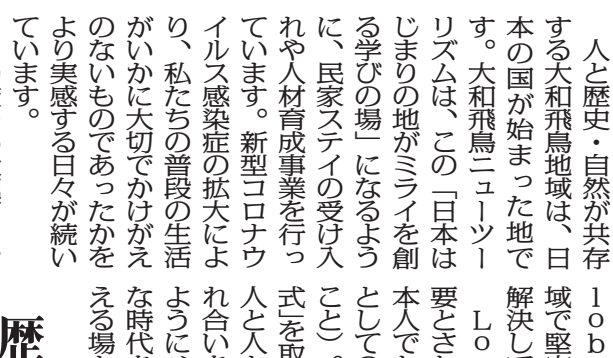 人と歴史・自然が共存
する大和飛鳥地域は、日
本の国が始まった地で
す。大和飛鳥ニューツー
リズムは、この「日本は
じまりの地がミライを創
る学びの場」になるよう
に、民家ステイの受け入
れや人材育成事業を行っ
ています。新型コロナウ
イルス感染症の拡大によ
り、私たちの普段の生活
がいかに大切でかけがえ
のないものであったかを
より実感する日々が続い
ています。
lob
域で堅
解決し
Lo
要とさ
本人で
としての
こと）。
式」を取
人と人
れ合い
な時代
ように、
える場
歴